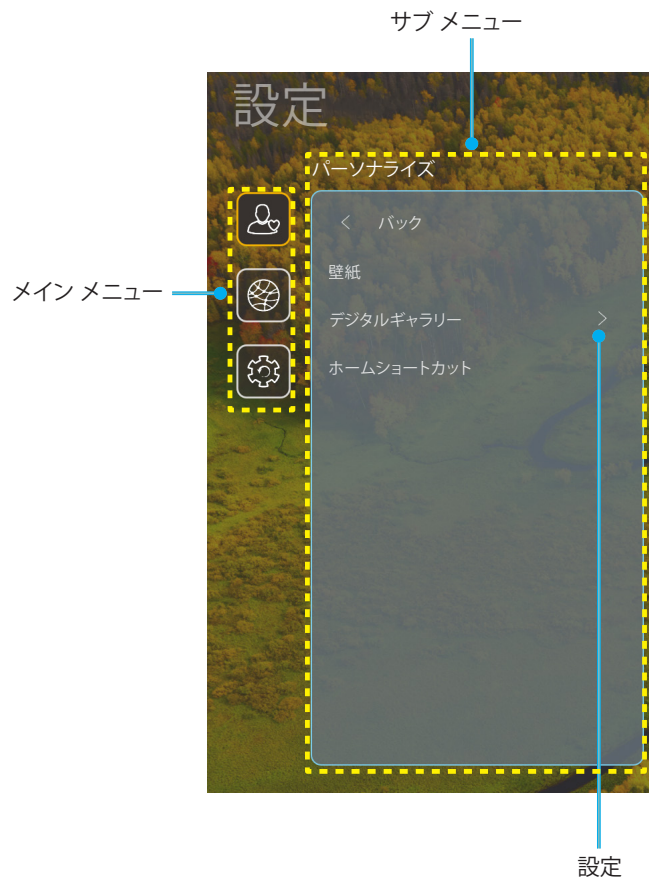 サブ メニュー
設定
パーソナライズ
バック
壁紙
メイン メニュー
デジタルギャラリー
ホームショートカット
設定